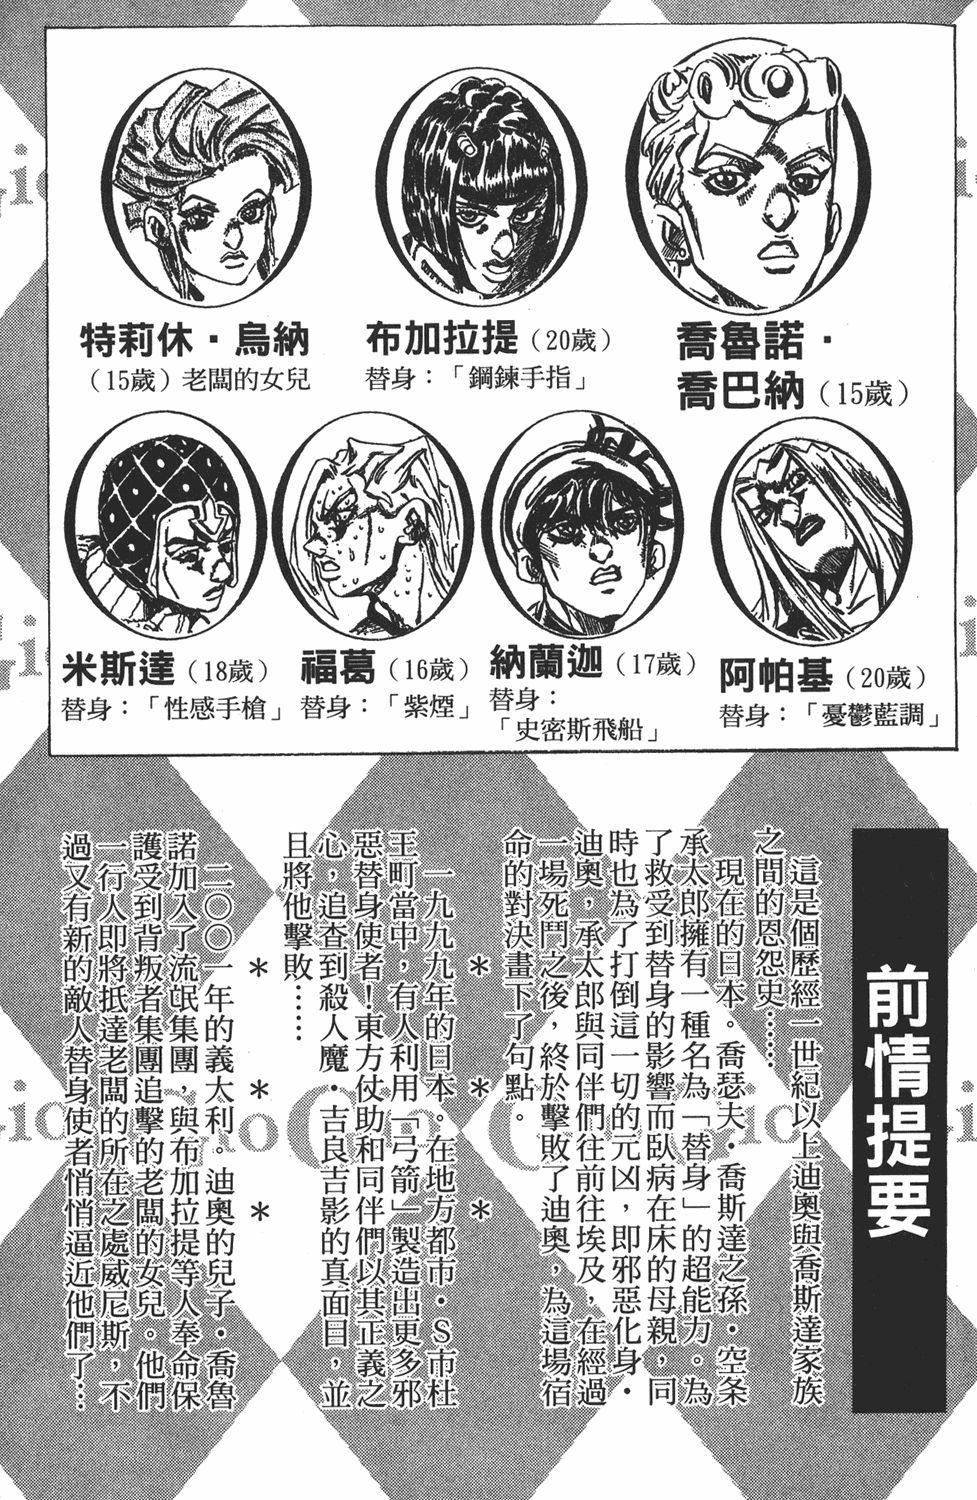 喬魯諾·
喬巴納（15歲）
布加拉提（20歲）
替身：「鋼鍊手指」
特莉休·烏納
（15歲）老闆的女兒
阿帕基（20歲）
替身：「憂鬱藍調」
納蘭迦（17歲）
替身：
「史密斯飛船」
福葛（16歲）
替身：「紫煙」
米斯達（18歲）
替身：「性感手槍」
前情提要
這是個歷經一世紀以上迪奧與喬斯達家族
之間的恩怨史……
現在的日本。喬瑟夫·喬斯達之孫·空条
承太郎擁有一種名為「替身」的超能力。為
了救受到替身的影響而臥病在床的母親，同
時也為了打倒這一切的元凶，即邪惡化身·
迪奧，承太郎與同伴們往前往埃及，在經過
一場死鬥之後，終於擊敗了迪奧，為這場宿
命的對決畫下了句點。
＊　＊　＊
一九九九年的日本。在地方都市·S市杜
王町當中，有人利用「弓箭」製造出更多邪
惡替身使者！東方仗助和同伴們以其正義之
心，追查到殺人魔·吉良吉影的真面目，並
且將他擊敗……
＊　＊　＊
二〇〇一年的義太利。迪奧的兒子·喬魯
諾加入了流氓集團，與布加拉提等人奉命保
護受到背叛者集團追擊的老闆的女兒。他們
一行人即將抵達老闆的所在之處威尼斯，不
過又有新的敵人替身使者悄悄逼近他們了…